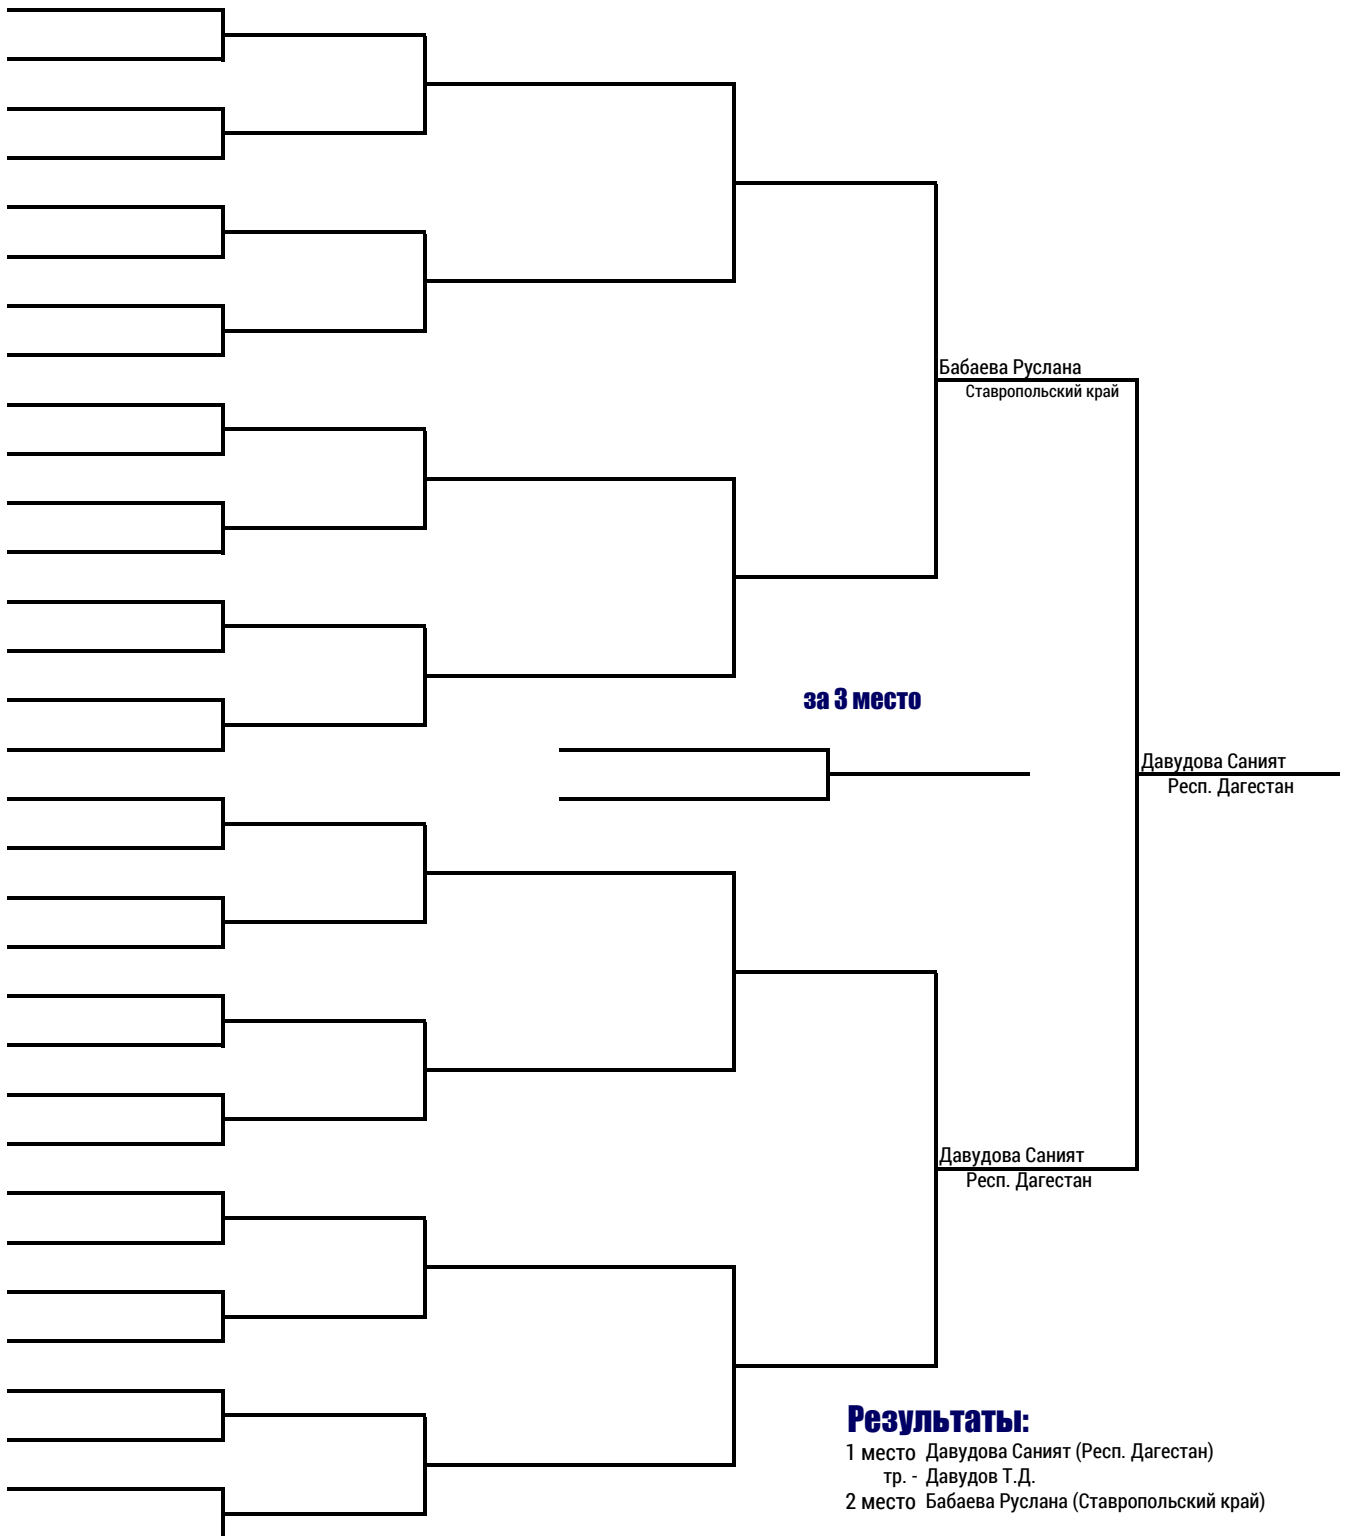 Бабаева Руслана
Ставропольский край
за 3 место
Давудова Саният
Респ. Дагестан
Давудова Саният
Респ. Дагестан
Результаты:
1 место Давудова Саният (Респ. Дагестан)
тр. - Давудов Т.Д.
2 место Бабаева Руслана (Ставропольский край)